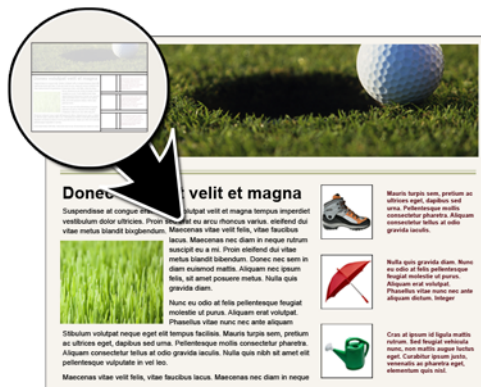 Donec velit et magna
Suspendisse at congue era volutpat velit et magna tempus imperdiet
vestibulum dolor ultricies. Proin s at eu arcu rhoncus varius. eleifend dui
vitae metus blandit bixgbendum. Maecenas vitae velit felis, vitae faucibus
lacus. Maecenas nec diam in neque rutrum
suscipit eu a mi. Proin eleifend dui vitae
metus blandit bibendum. Donec nec sem in
diam euismod mattis. Aliquam nec ipsum
felis, sit amet posuere metus. Nulla quis
gravida diam.
Nunc eu odio at felis pellentesque feugiat
molestie ut purus. Aliquam erat volutpat.
Phasellus vitae nunc nec ante aliquam
Stibulum volutpat neque eget elit tempus facilisis. Mauris turpis sem, pretium
ac ultrices eget, dapibus sed urna. Pellentesque mollis consectetur pharetra.
Aliquam consectetur tellus at odio gravida iaculis. Nulla quis nibh sit amet elit
pellentesque vulputate in vel leo.
Maecenas vitae velit felis, vitae faucibus lacus. Maecenas nec diam in neque
Mauris turpis sem, pretium ac
ultrices eget, dapibus sed
urna. Pellentesque mollis
consectetur pharetra. Aliquam
consectetur tellus at odio
gravida iaculis.
Nulla quis gravida diam. Nunc
eu odio at felis pellentesque
feugiat molestie ut purus.
Aliquam erat volutpat.
Phasellus vitae nunc nec ante
aliquam dictum. Integer
Cras at ipsum id ligula mattis
rutrum. Sed feugiat vehicula
nunc, non mattis augue luctus
eget. Curabitur ipsum justo,
venenatis ac pharetra eget,
elementum quis nisl.